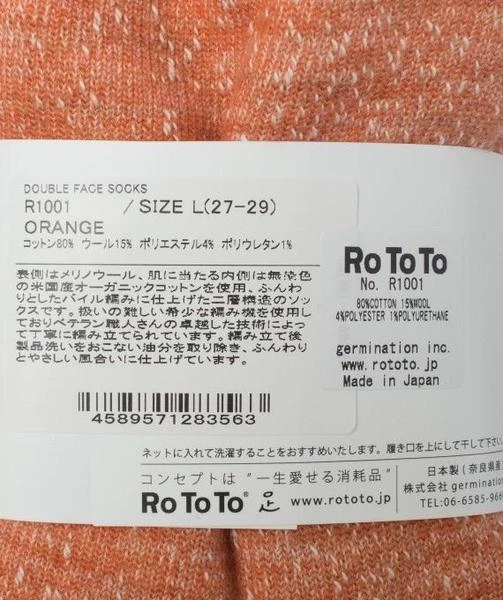 DOUBLE FACE SOCKS
R1001 / SIZE L(27-29)
ORANGE
コットン80% ウール15% ポリエステル4% ポリウレタン1%
表側はメリノウール、肌に当たる内側は無染色
の米国産オーガニックコットンを使用、ふんわ
りとしたパイル編みに仕上げた二層構造のソッ
クスです。扱いの難しい希少な編み機を使用し
ておりベテラン職人さんの卓越した技術によっ
て丁寧に編み立てられています。編み立て後
製品洗いをおこない油分を取り除き、ふんわり
とやさしい風合いに仕上げています。
4589571283563
RoToTo
No. R1001
80%COTTON 15%WOOL
4%POLYESTER 1%POLYURETHANE
germination inc.
www.rototo.jp
Made in Japan
ネットに入れて洗濯することをおすすめいたします。履き口を上にして干して下さい。
コンセプトは “一生愛せる消耗品”
RoToTo® www.rototo.jp
日本製(奈良県産
株式会社germination
TEL:06-6585-966